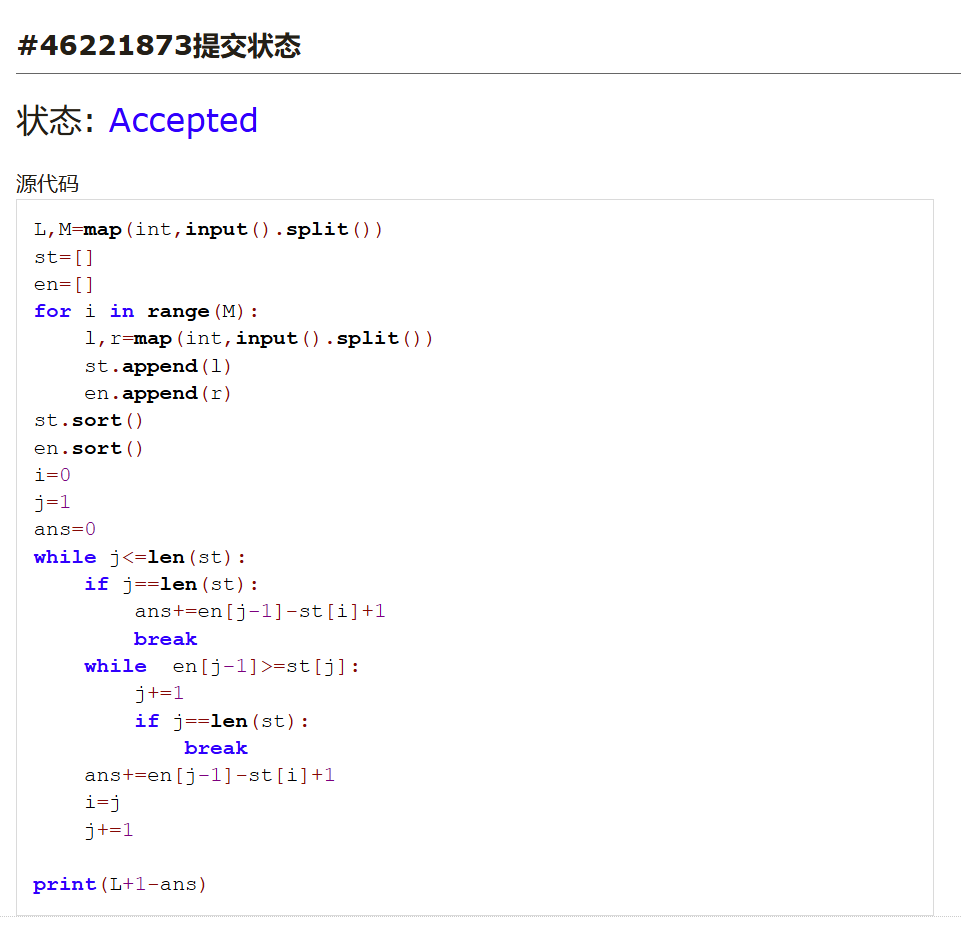 #46221873提交状态
状态: Accepted
源代码
L,M=map(int,input().split())
st=[]
en=[]
for i in range(M):
    l,r=map(int,input().split())
    st.append(l)
    en.append(r)
st.sort()
en.sort()
i=0
j=1
ans=0
while j<=len(st):
    if j==len(st):
        ans+=en[j-1]-st[i]+1
        break
    while  en[j-1]>=st[j]:
        j+=1
        if j==len(st):
            break
    ans+=en[j-1]-st[i]+1
    i=j
    j+=1

print(L+1-ans)